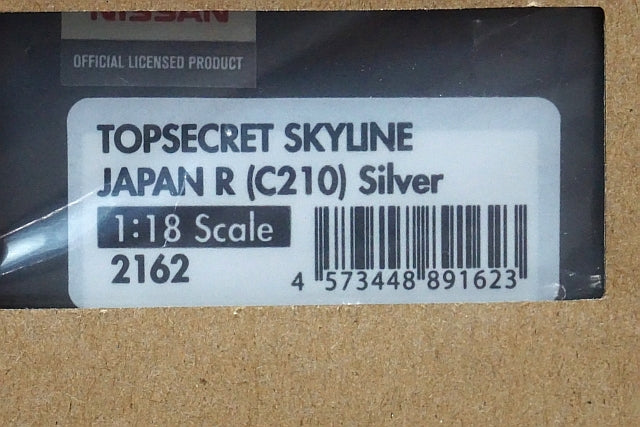 NISSAN
OFFICIAL LICENSED PRODUCT
TOPSECRET SKYLINE
JAPAN R (C210) Silver
1:18 Scale
2162
4 573448 891623